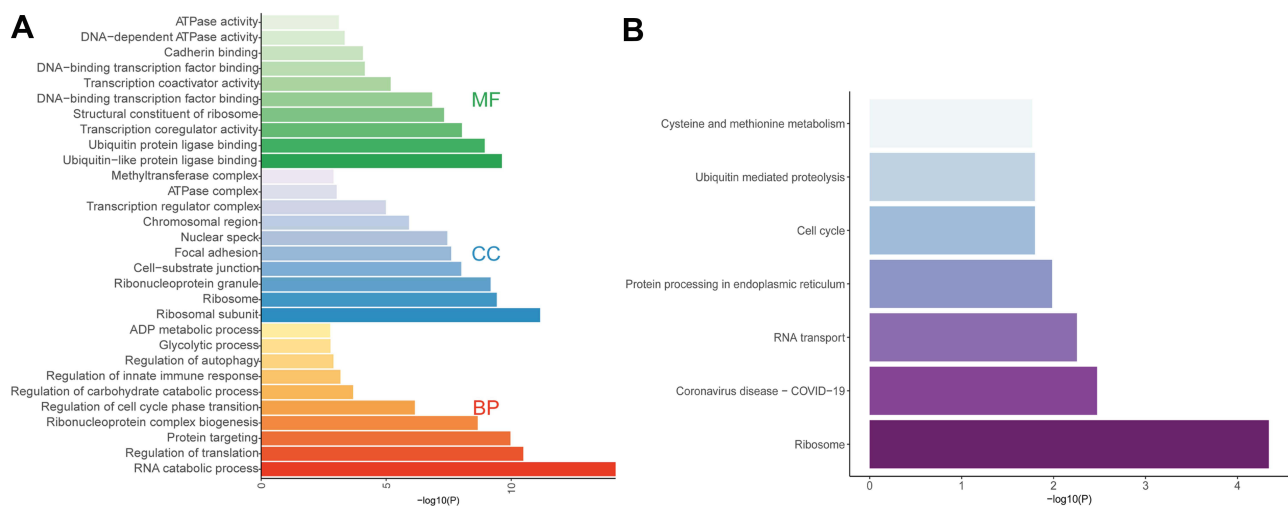 A
ATPase activity
DNA−dependent ATPase activity
Cadherin binding
DNA−binding transcription factor binding
Transcription coactivator activity
DNA−binding transcription factor binding
Structural constituent of ribosome
Transcription coregulator activity
Ubiquitin protein ligase binding
Ubiquitin−like protein ligase binding
MF
Methyltransferase complex
ATPase complex
Transcription regulator complex
Chromosomal region
Nuclear speck
Focal adhesion
Cell−substrate junction
Ribonucleoprotein granule
Ribosome
Ribosomal subunit
CC
ADP metabolic process
Glycolytic process
Regulation of autophagy
Regulation of innate immune response
Regulation of carbohydrate catabolic process
Regulation of cell cycle phase transition
Ribonucleoprotein complex biogenesis
Protein targeting
Regulation of translation
RNA catabolic process
BP
0 5 10
−log10(P)
B
Cysteine and methionine metabolism
Ubiquitin mediated proteolysis
Cell cycle
Protein processing in endoplasmic reticulum
RNA transport
Coronavirus disease − COVID−19
Ribosome
0 1 2 3 4
−log10(P)